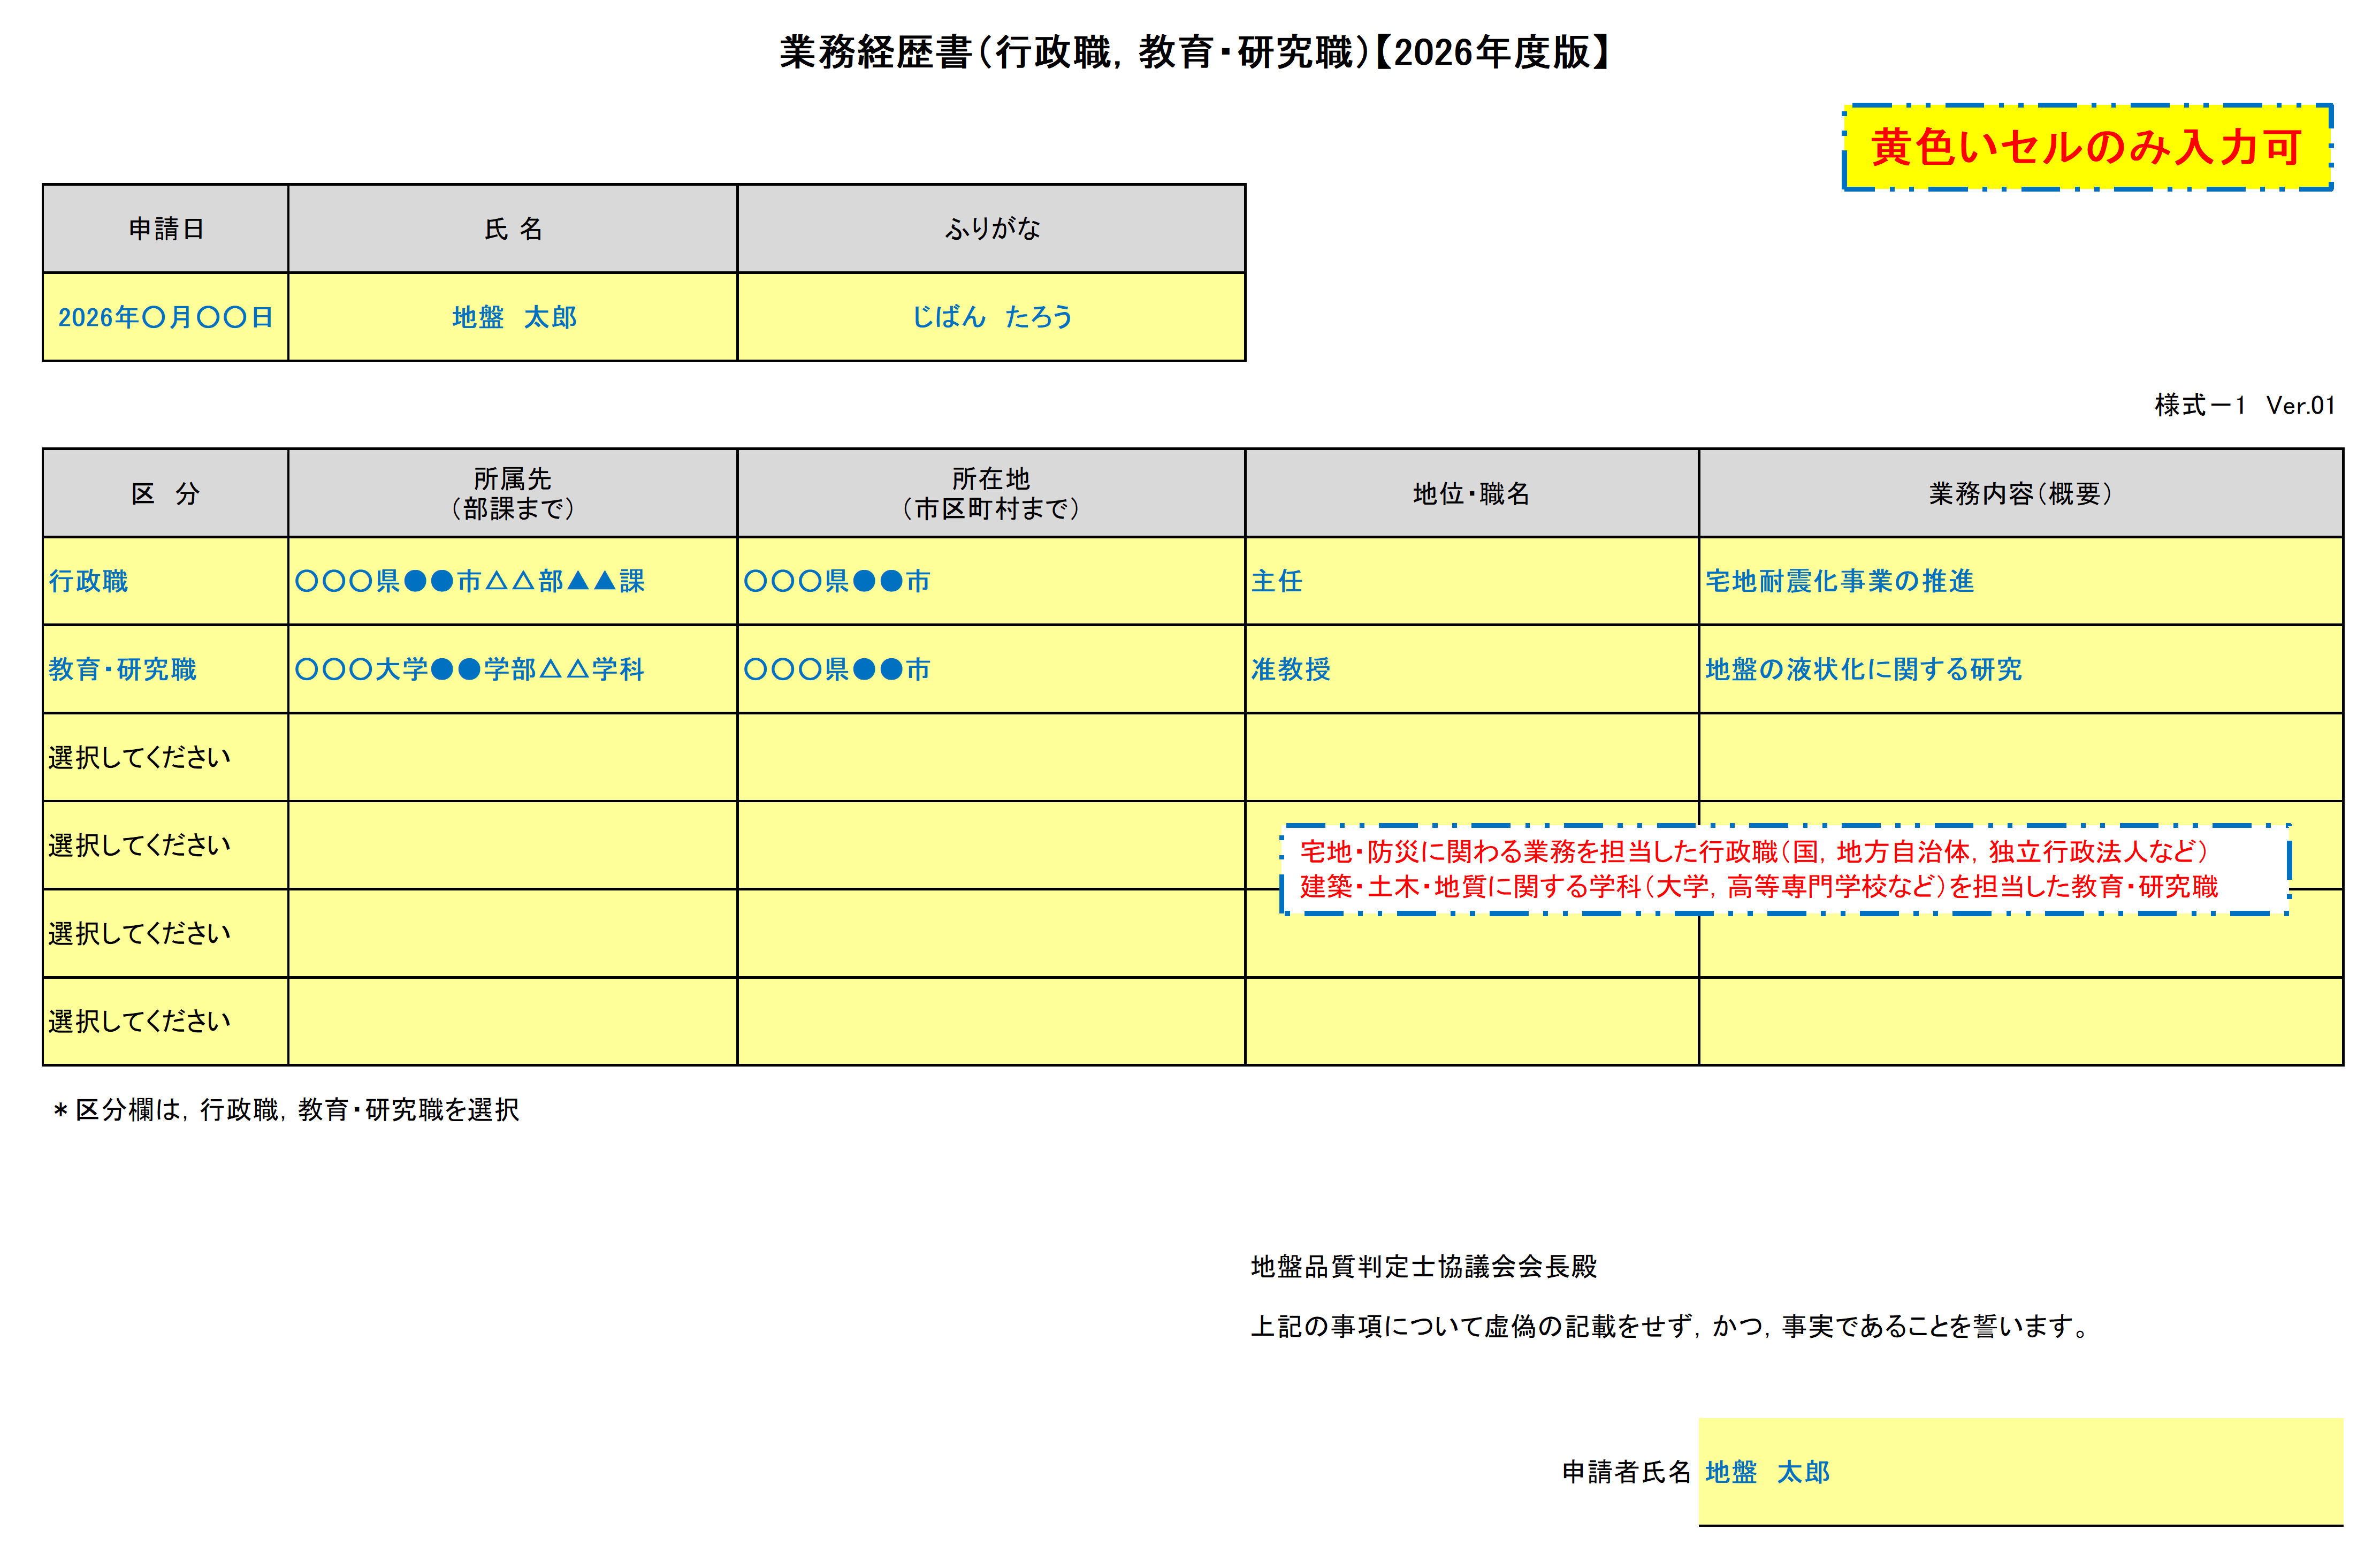 業務経歴書（行政職，教育・研究職）【2026年度版】
黄色いセルのみ入力可
申請日 氏 名 ふりがな
2026年〇月〇〇日 地盤　太郎 じばん　たろう
様式－1　Ver.01
区　分 所属先（部課まで） 所在地（市区町村まで） 地位・職名 業務内容（概要）
行政職 〇〇〇県●●市△△部▲▲課 〇〇〇県●●市 主任 宅地耐震化事業の推進
教育・研究職 〇〇〇大学●●学部△△学科 〇〇〇県●●市 准教授 地盤の液状化に関する研究
選択してください
選択してください
宅地・防災に関わる業務を担当した行政職（国，地方自治体，独立行政法人など）
建築・土木・地質に関する学科（大学，高等専門学校など）を担当した教育・研究職
選択してください
選択してください
＊区分欄は，行政職，教育・研究職を選択
地盤品質判定士協議会会長殿
上記の事項について虚偽の記載をせず，かつ，事実であることを誓います。
申請者氏名 地盤　太郎